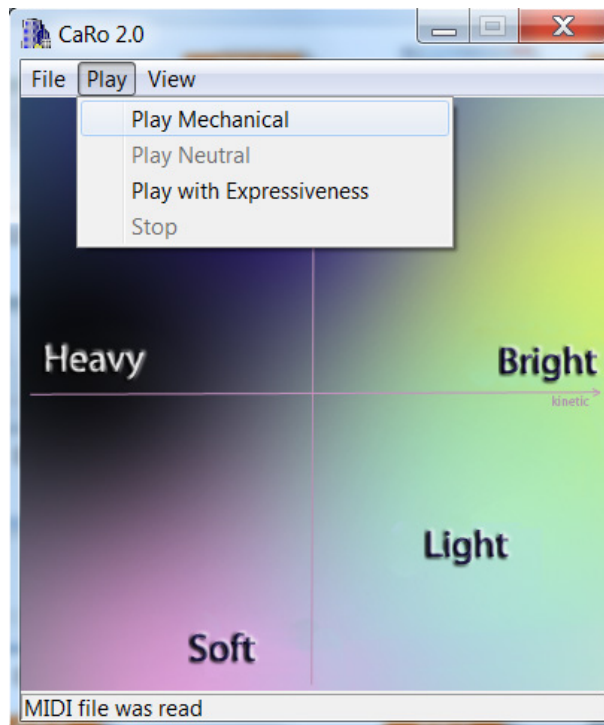 CaRo 2.0
File Play View
Play Mechanical
Play Neutral
Play with Expressiveness
Stop
Heavy
Bright
kinetic
Light
Soft
MIDI file was read